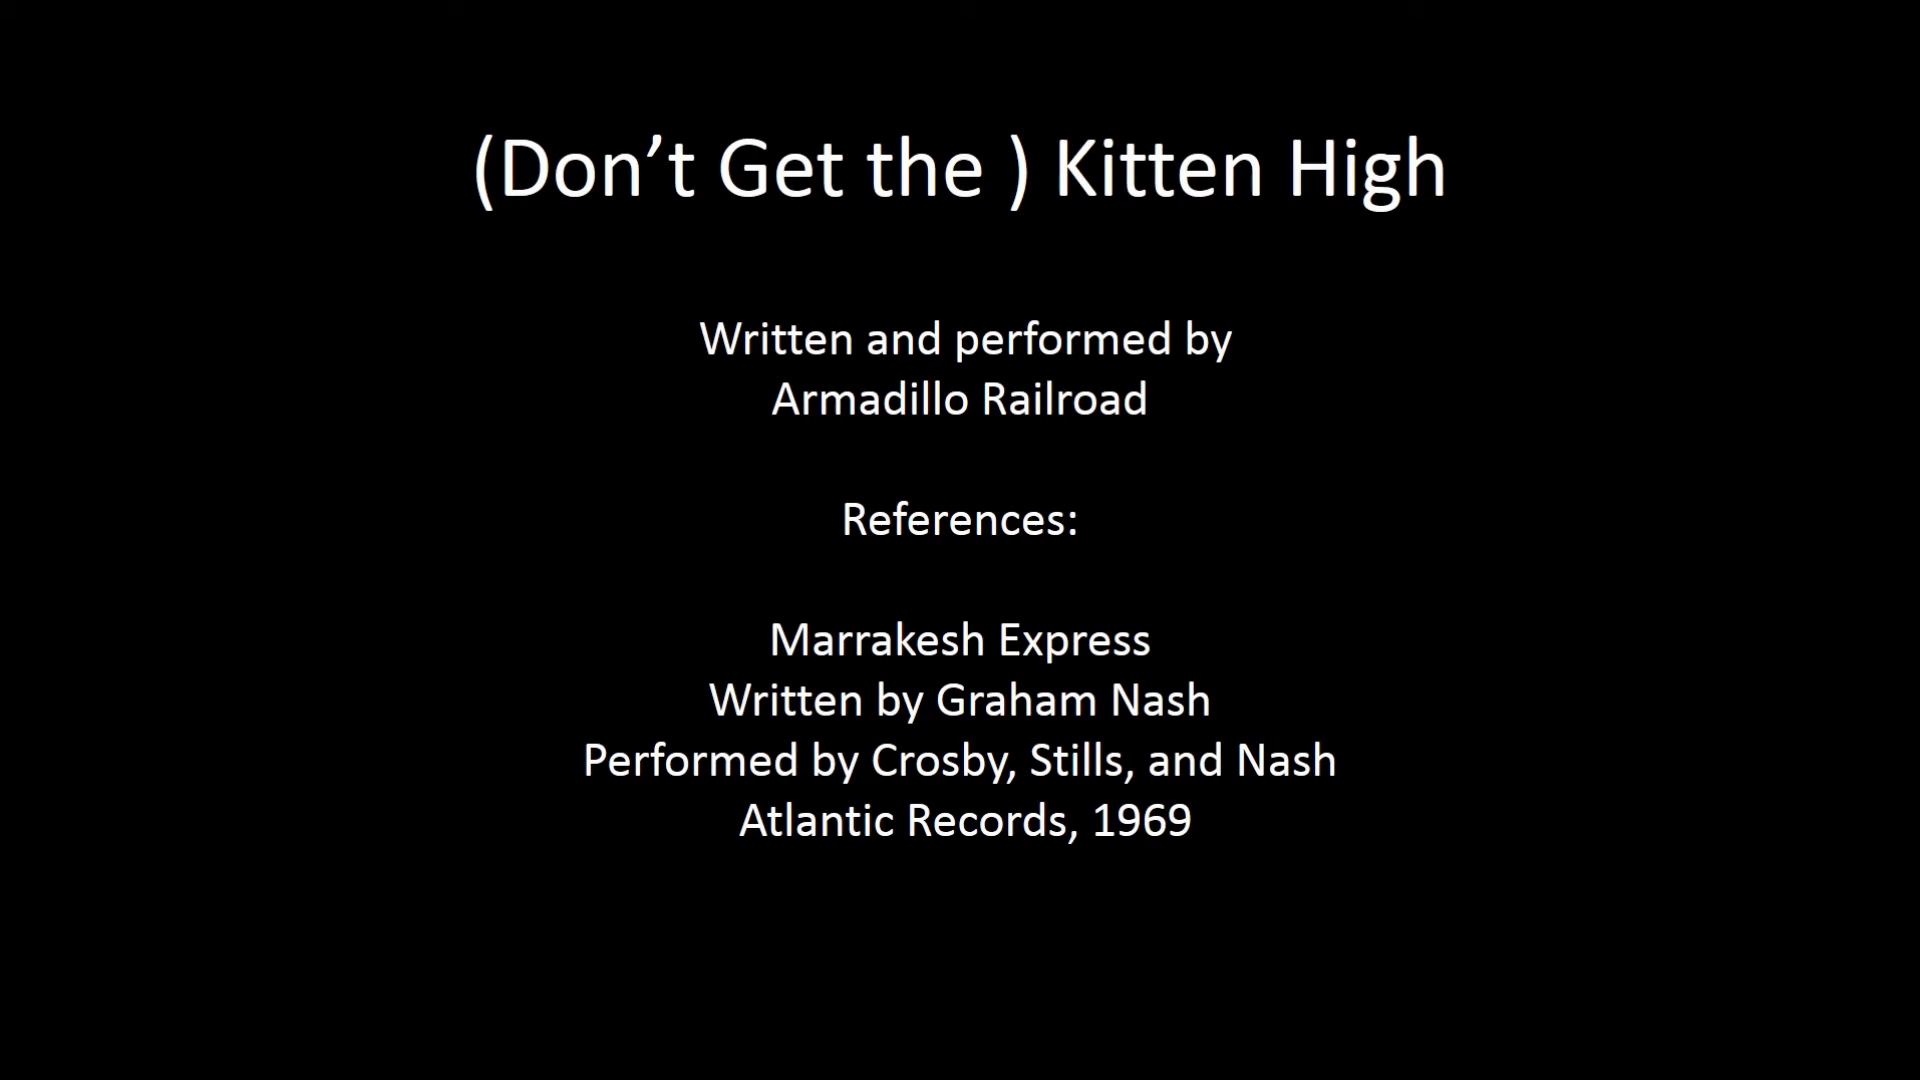 (Don’t Get the ) Kitten High
Written and performed by
Armadillo Railroad
References:
Marrakesh Express
Written by Graham Nash
Performed by Crosby, Stills, and Nash
Atlantic Records, 1969